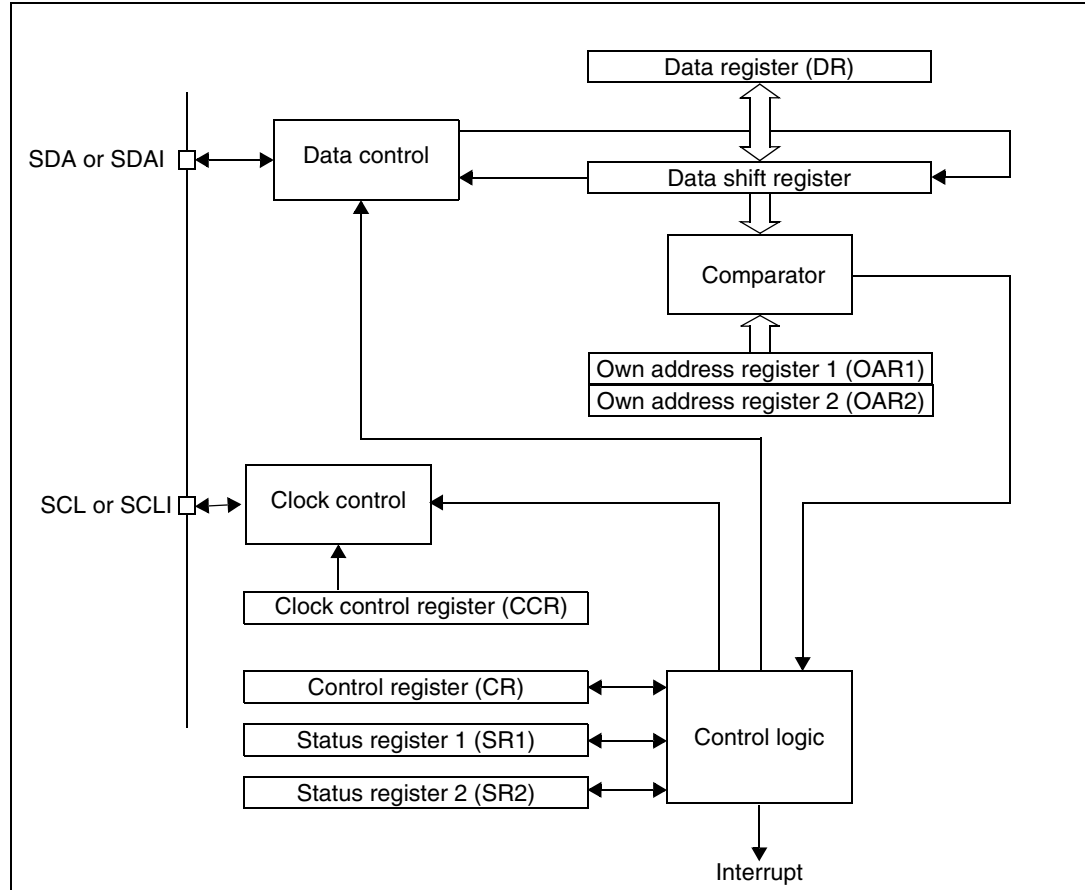 Data register (DR)
SDA or SDAI
Data control
Data shift register
Comparator
Own address register 1 (OAR1)
Own address register 2 (OAR2)
SCL or SCLI
Clock control
Clock control register (CCR)
Control register (CR)
Status register 1 (SR1)
Control logic
Status register 2 (SR2)
Interrupt